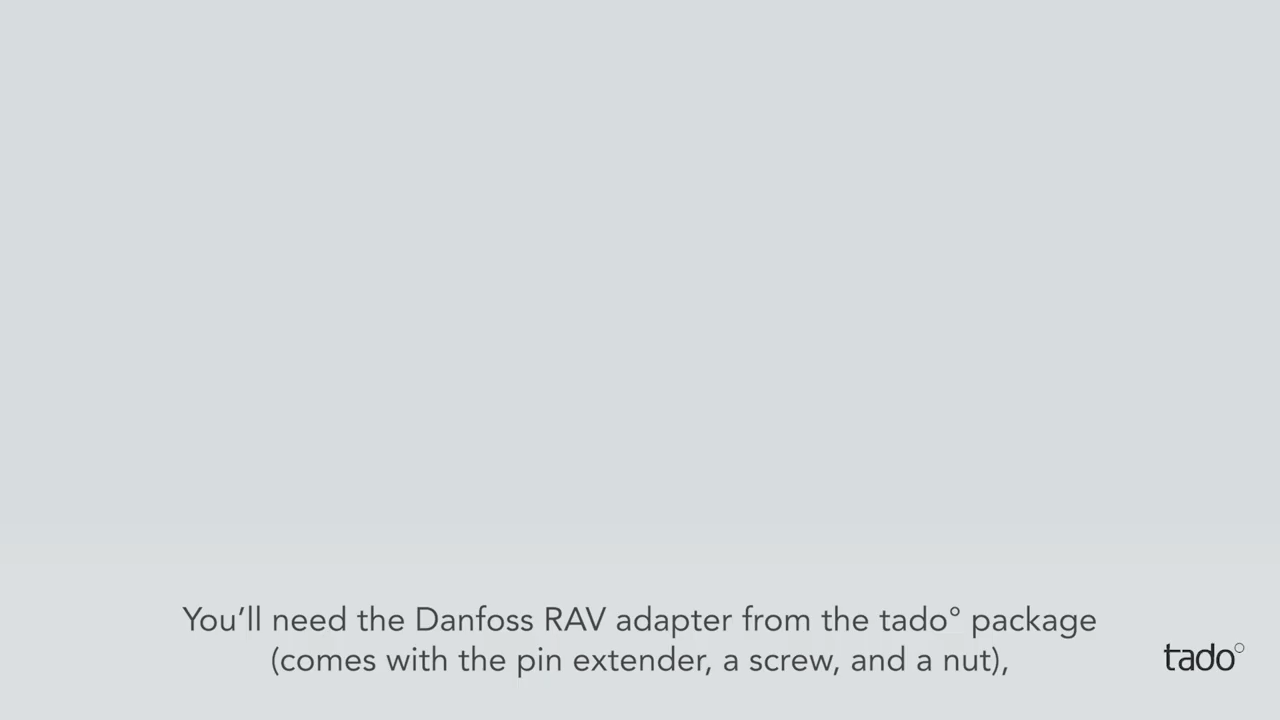 You’ll need the Danfoss RAV adapter from the tado° package
(comes with the pin extender, a screw, and a nut),
tado°